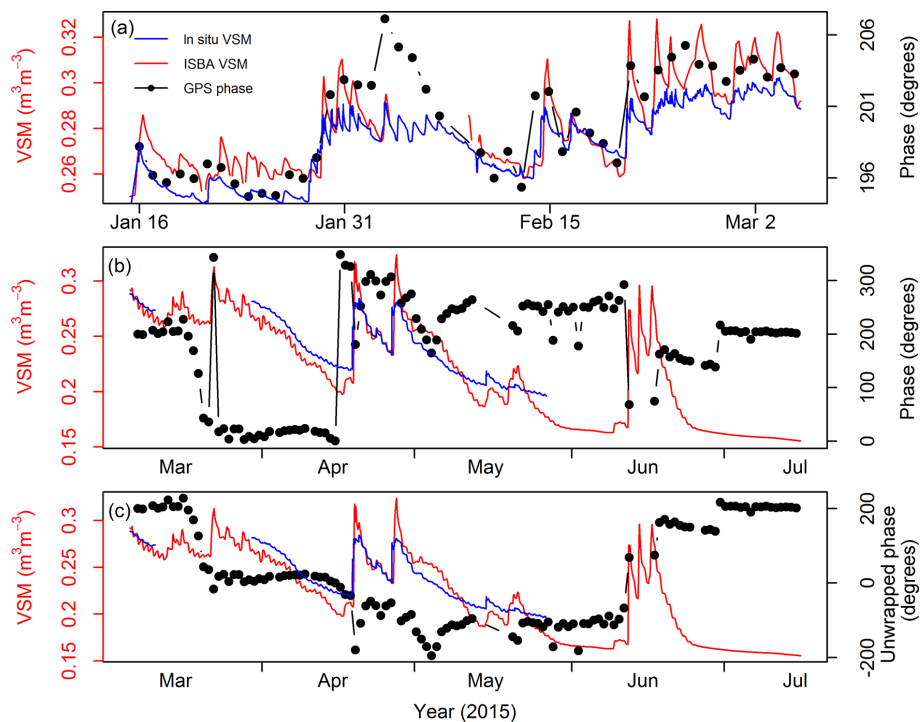 (a)
In situ VSM
ISBA VSM
GPS phase
VSM (m³m⁻³)
0.32
0.3
0.28
0.26
206
201
196
Phase (degrees)
Jan 16
Jan 31
Feb 15
Mar 2
(b)
VSM (m³m⁻³)
0.3
0.25
0.2
0.15
300
200
100
0
Phase (degrees)
Mar
Apr
May
Jun
Jul
(c)
VSM (m³m⁻³)
0.3
0.25
0.2
0.15
200
0
-200
Unwrapped phase
(degrees)
Mar
Apr
May
Jun
Jul
Year (2015)